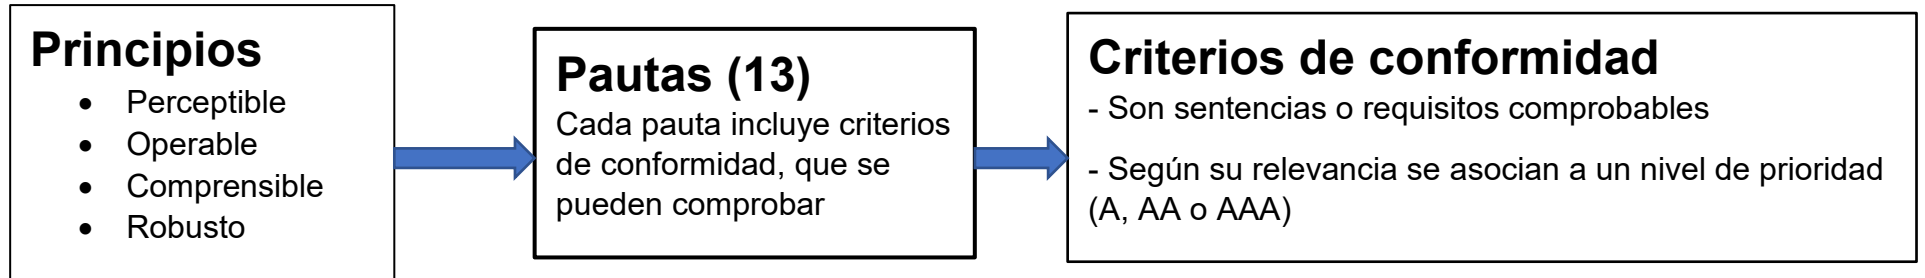 Principios
• Perceptible
• Operable
• Comprensible
• Robusto
Pautas (13)
Cada pauta incluye criterios
de conformidad, que se
pueden comprobar
Criterios de conformidad
- Son sentencias o requisitos comprobables
- Según su relevancia se asocian a un nivel de prioridad
(A, AA o AAA)